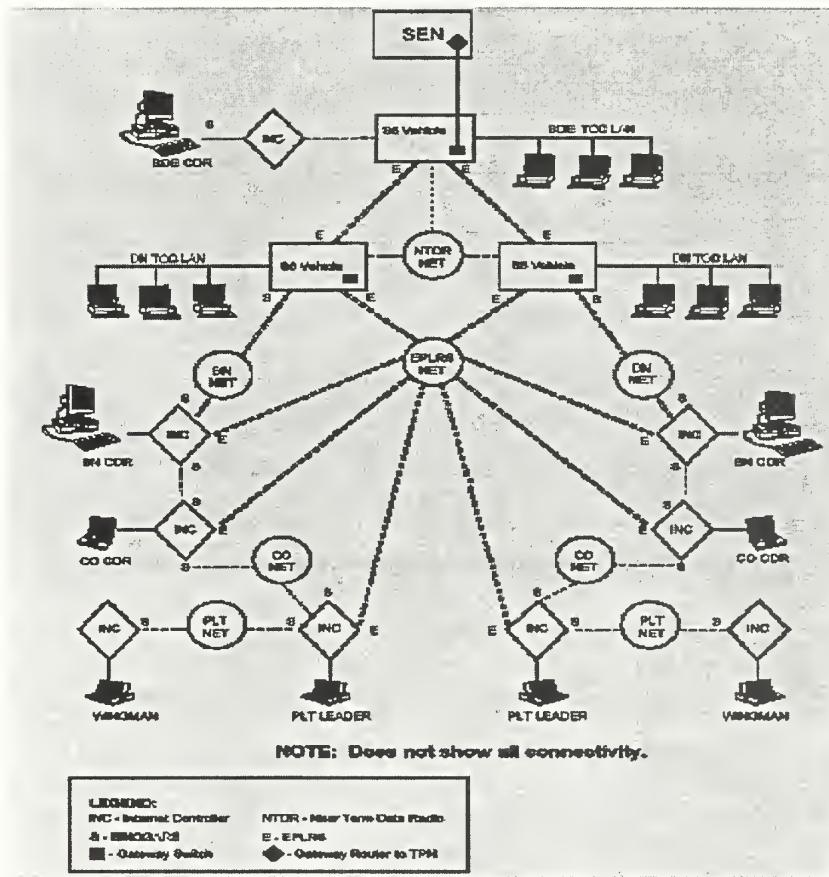 SEN
S6 Vehicle
S
INC
BDE TOC LAN
BDE CDR
E
E
E
E
BN TOC LAN
S6 Vehicle
NTDR
NET
S6 Vehicle
BN TOC LAN
S
E
E
S
BN
NET
EPLRS
NET
BN
NET
S
S
INC
E
E
INC
BN CDR
S
S
BN CDR
S
S
INC
E
E
INC
CO CDR
S
CO
NET
CO
NET
S
CO CDR
S
S
INC
S
PLT
NET
S
INC
E
E
INC
S
PLT
NET
S
INC
WINGMAN
PLT LEADER
PLT LEADER
WINGMAN
NOTE: Does not show all connectivity.
LEGEND:
INC - Internet Controller
NTDR - Near Term Data Radio
S - SINCGARS
E - EPLRS
- Gateway Switch
- Gateway Router to TPN